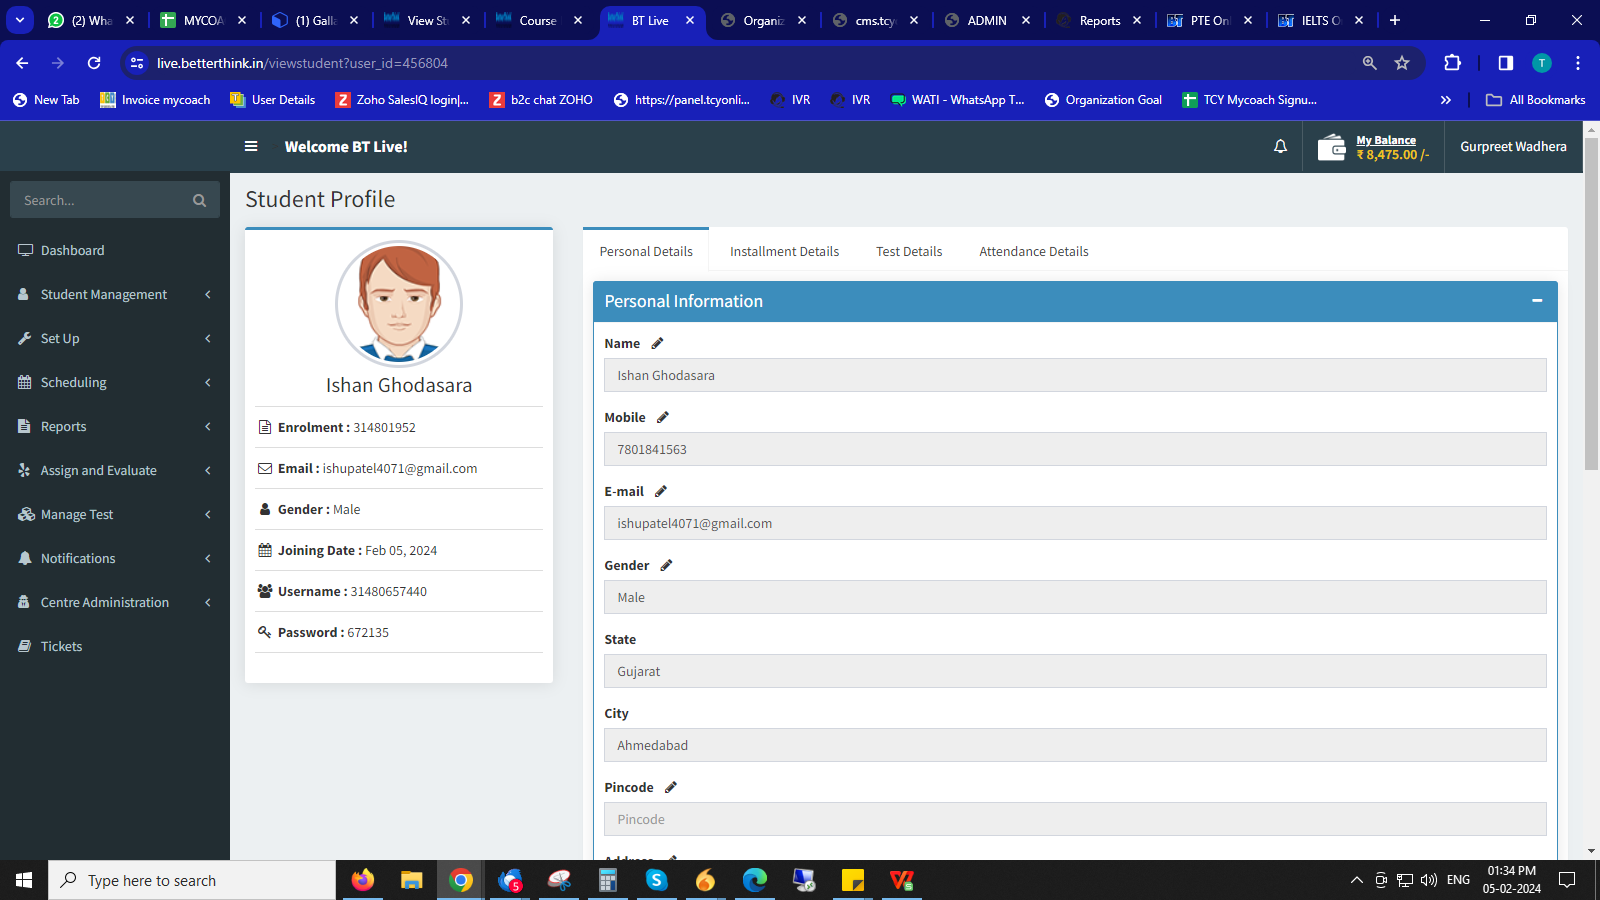 (2) Wha
MYCOA
(1) Galla
View Stu
Course
BT Live
Organiz
cms.tcy
ADMIN
Reports
PTE Onl
IELTS O
live.betterthink.in/viewstudent?user_id=456804
T
New Tab
Invoice mycoach
User Details
Zoho SalesIQ login|...
b2c chat ZOHO
https://panel.tcyonli...
IVR
IVR
WATI - WhatsApp T...
Organization Goal
TCY Mycoach Signu...
All Bookmarks
Welcome BT Live!
My Balance
₹ 8,475.00 /-
Gurpreet Wadhera
Search...
Dashboard
Student Management
Set Up
Scheduling
Reports
Assign and Evaluate
Manage Test
Notifications
Centre Administration
Tickets
Student Profile
Ishan Ghodasara
Enrolment : 314801952
Email : ishupatel4071@gmail.com
Gender : Male
Joining Date : Feb 05, 2024
Username : 31480657440
Password : 672135
Personal Details
Installment Details
Test Details
Attendance Details
Personal Information
Name
Ishan Ghodasara
Mobile
7801841563
E-mail
ishupatel4071@gmail.com
Gender
Male
State
Gujarat
City
Ahmedabad
Pincode
Pincode
Address
Type here to search
5
ENG
01:34 PM
05-02-2024